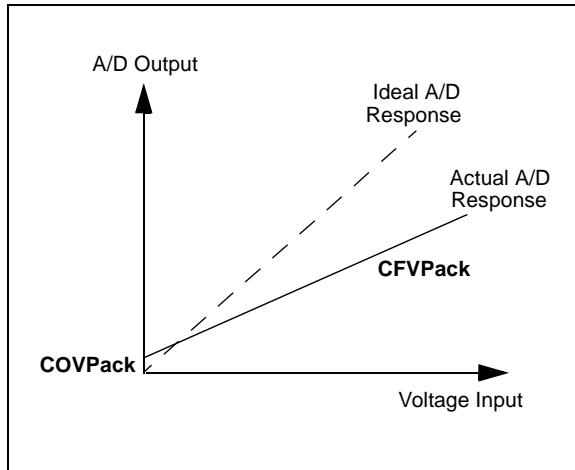 A/D Output
Ideal A/D
Response
Actual A/D
Response
CFVPack
COVPack
Voltage Input